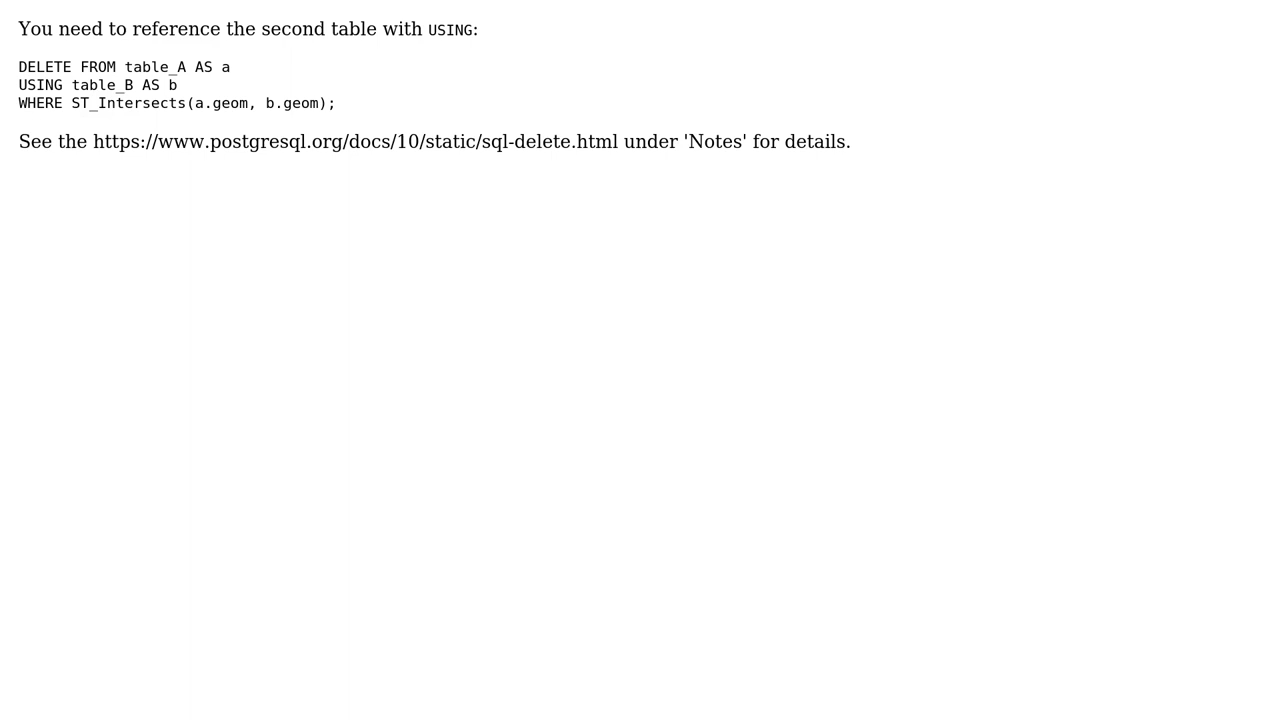 You need to reference the second table with USING:
DELETE FROM table_A AS a
USING table_B AS b
WHERE ST_Intersects(a.geom, b.geom);
See the https://www.postgresql.org/docs/10/static/sql-delete.html under 'Notes' for details.